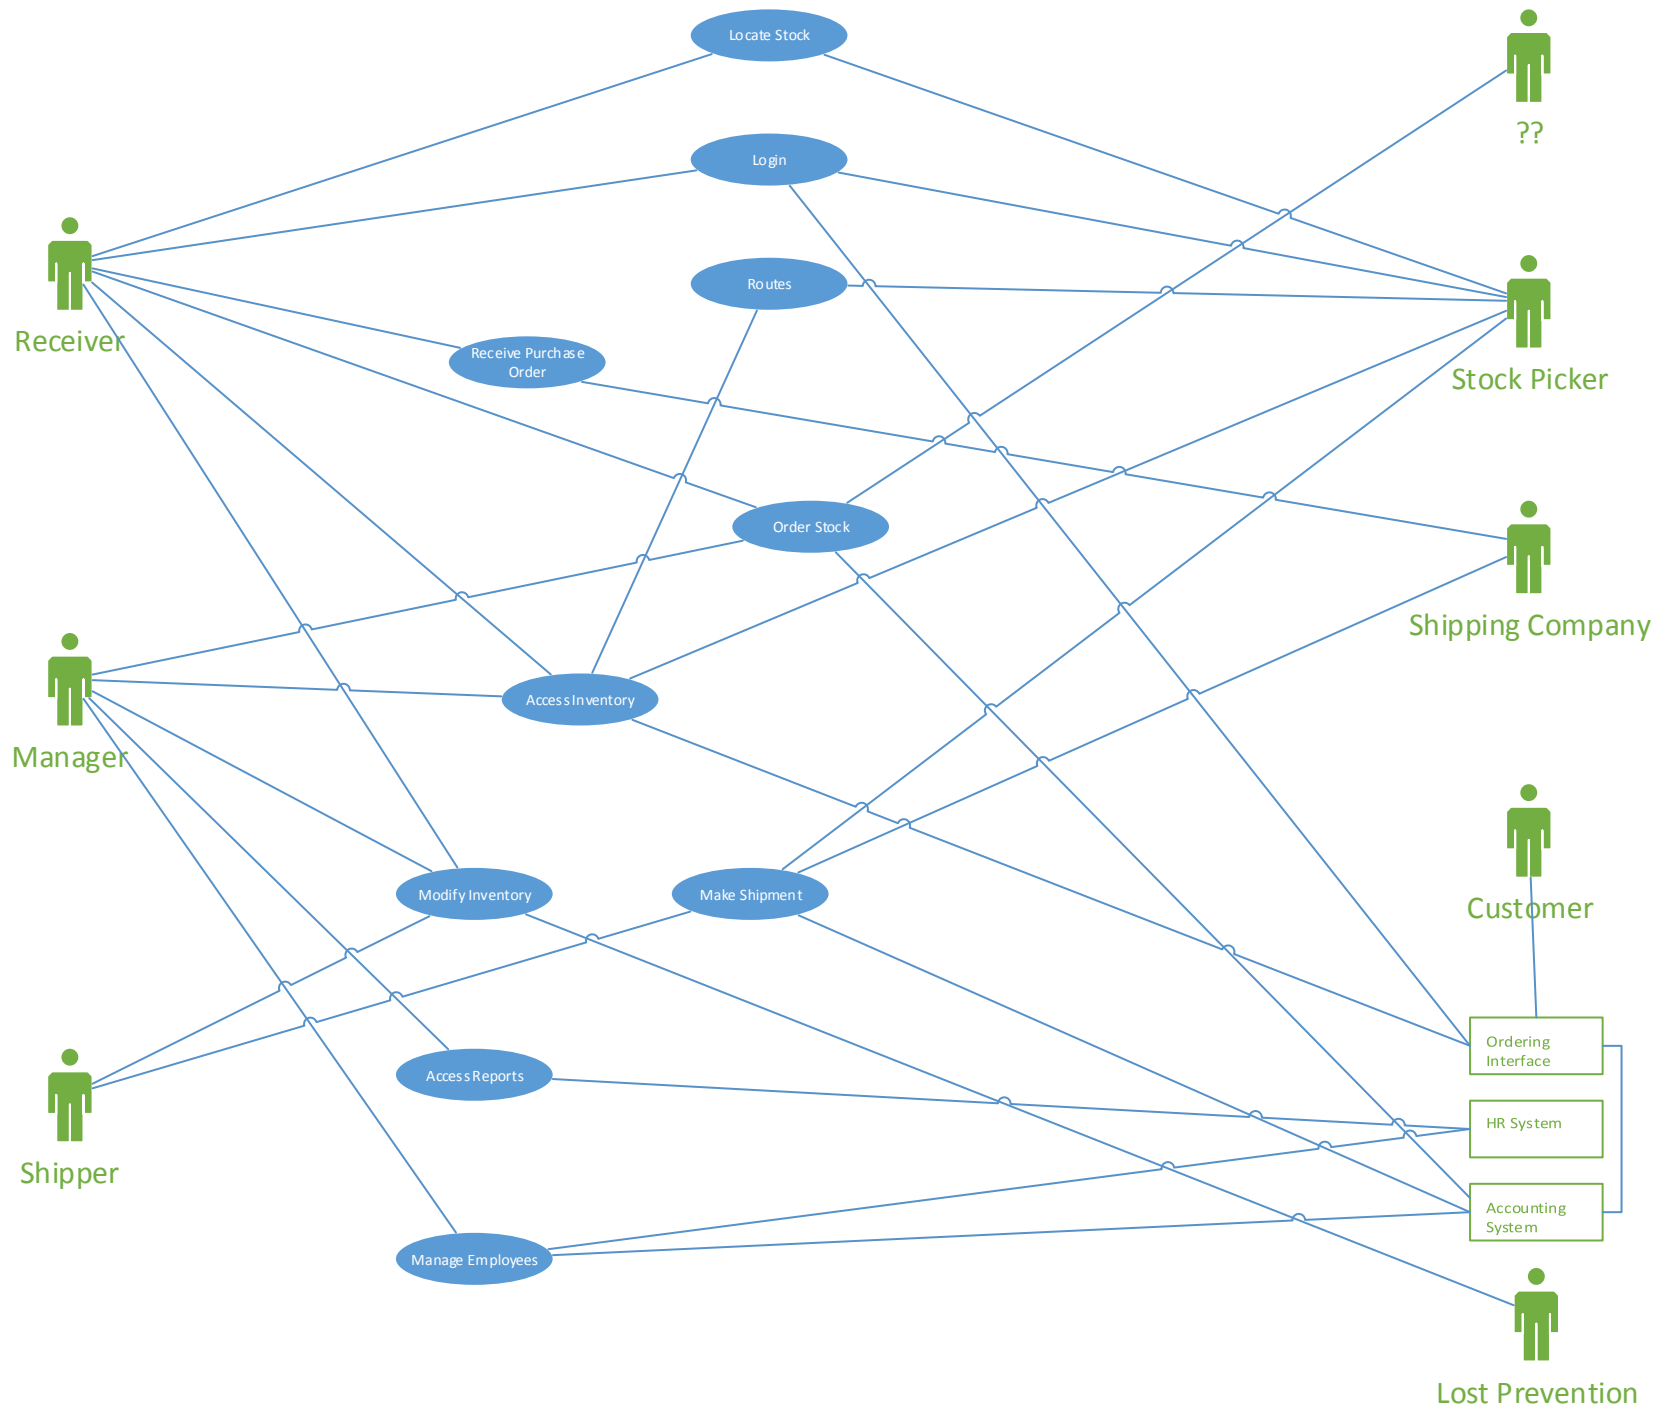 Locate Stock
??
Login
Receiver
Routes
Receive Purchase
Order
Stock Picker
Order Stock
Shipping Company
Manager
Access Inventory
Modify Inventory
Make Shipment
Customer
Ordering
Interface
Access Reports
HR System
Shipper
Accounting
System
Manage Employees
Lost Prevention